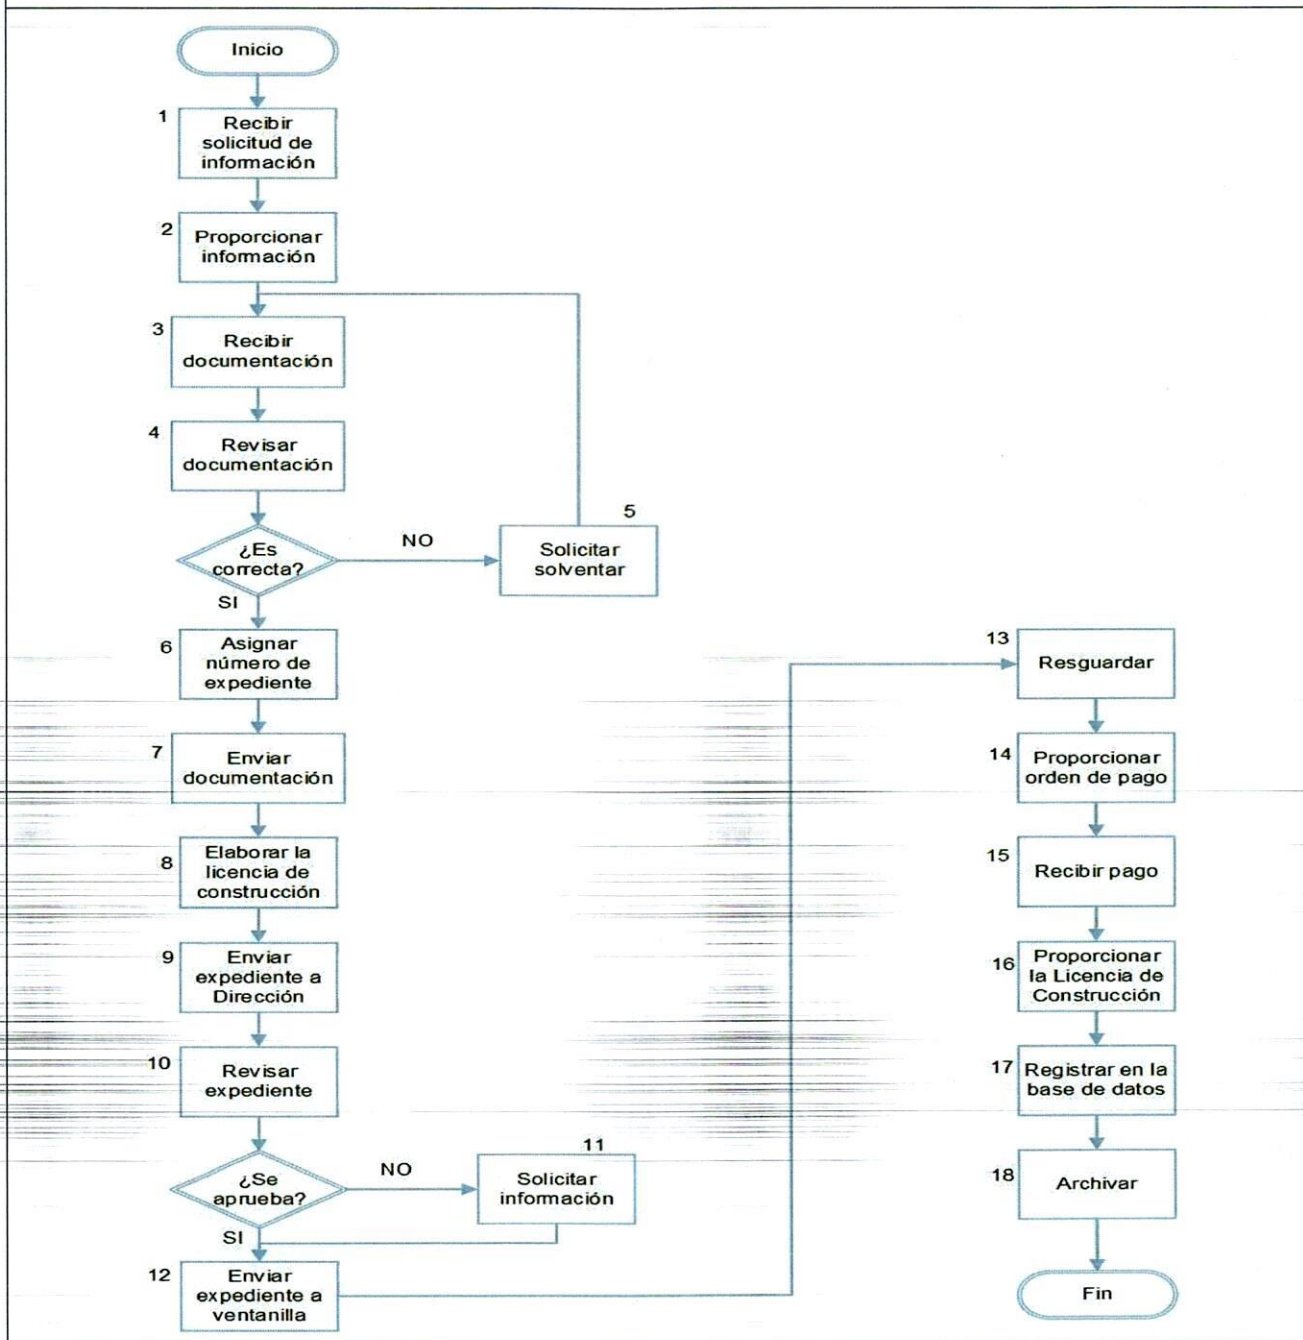 Inicio
1
Recibir
solicitud de
información
2
Proporcionar
información
3
Recibir
documentación
4
Revisar
documentación
¿Es
correcta?
NO
5
Solicitar
solventar
SI
6
Asignar
número de
expediente
7
Enviar
documentación
8
Elaborar la
licencia de
construcción
9
Enviar
expediente a
Dirección
10
Revisar
expediente
¿Se
aprueba?
NO
11
Solicitar
información
SI
12
Enviar
expediente a
ventanilla
13
Resguardar
14
Proporcionar
orden de pago
15
Recibir pago
16
Proporcionar
la Licencia de
Construcción
17
Registrar en la
base de datos
18
Archivar
Fin